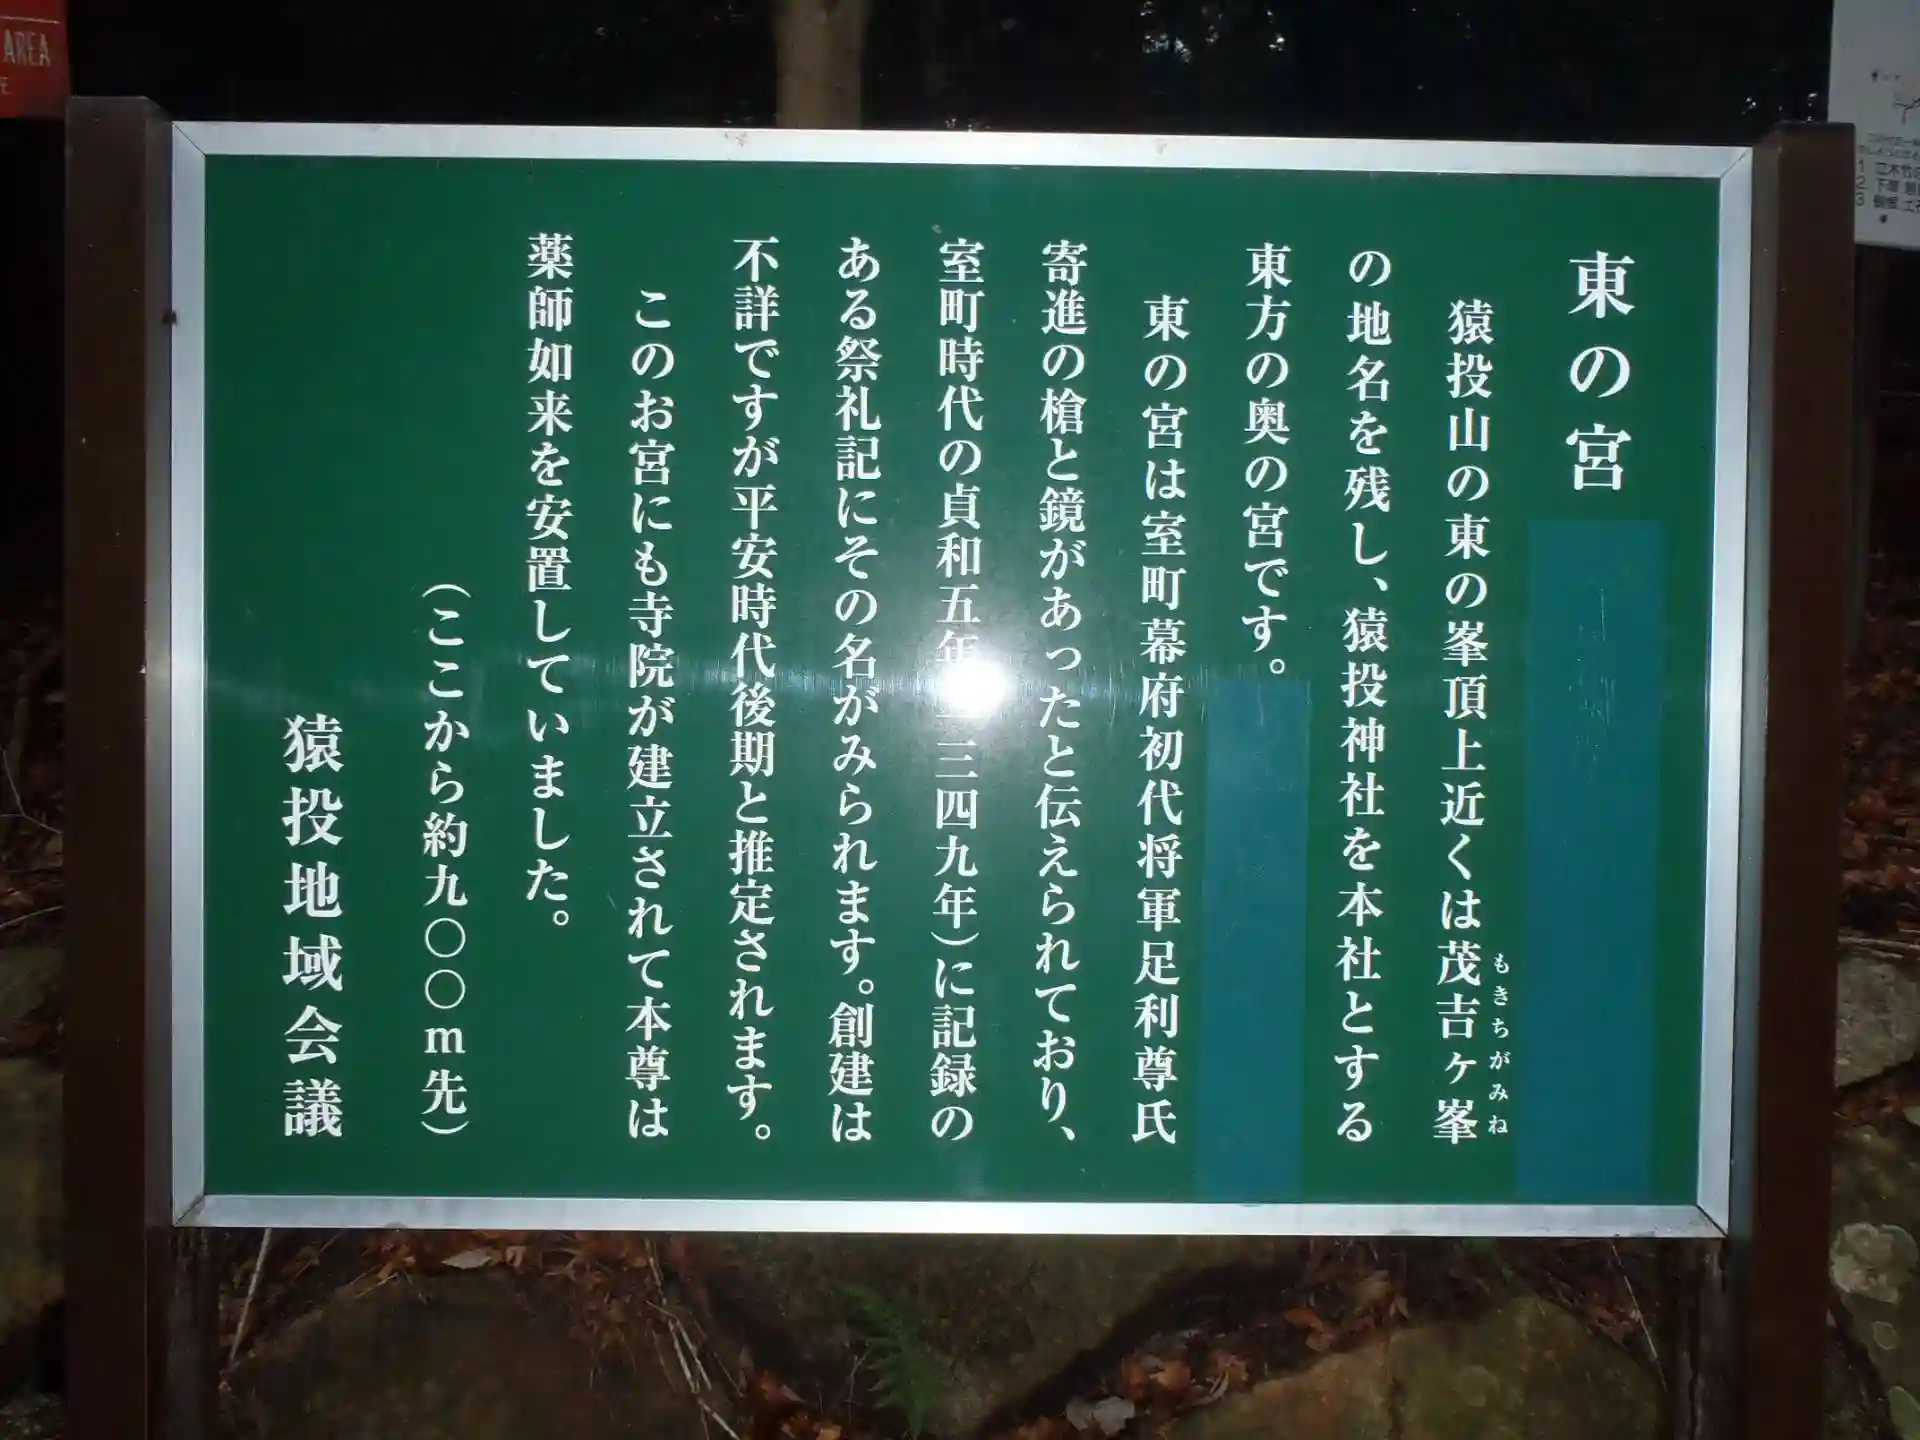 AREA
東の宮
猿投山の東の峯頂上近くは茂吉ヶ峯
もきちがみね
の地名を残し、猿投神社を本社とする
東方の奥の宮です。
東の宮は室町幕府初代将軍足利尊氏
寄進の槍と鏡があったと伝えられており、
室町時代の貞和五年 三四九年)に記録の
ある祭礼記にその名がみられます。創建は
不詳ですが平安時代後期と推定されます。
このお宮にも寺院が建立されて本尊は
薬師如来を安置していました。
(ここから約九〇〇m先)
猿投地域会議